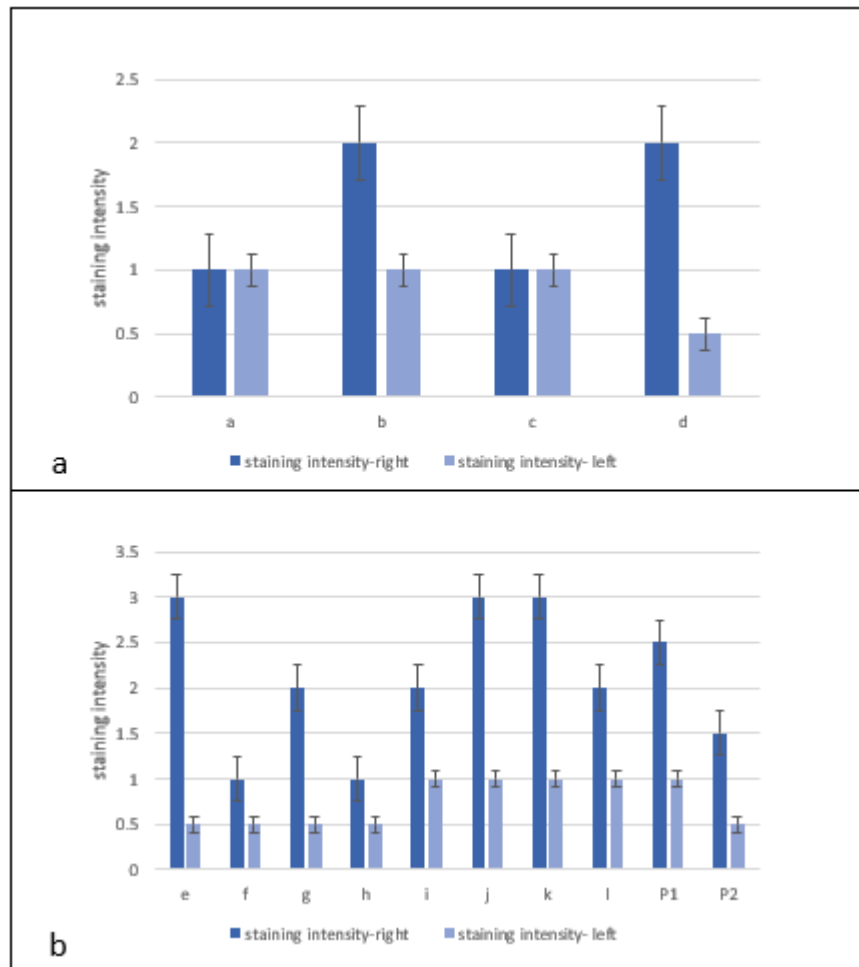 2.5
2
1.5
1
0.5
0
staining intensity
a b c d
staining intensity-right staining intensity- left
a
3.5
3
2.5
2
1.5
1
0.5
0
staining intensity
e f g h i j k l P1 P2
staining intensity-right staining intensity- left
b